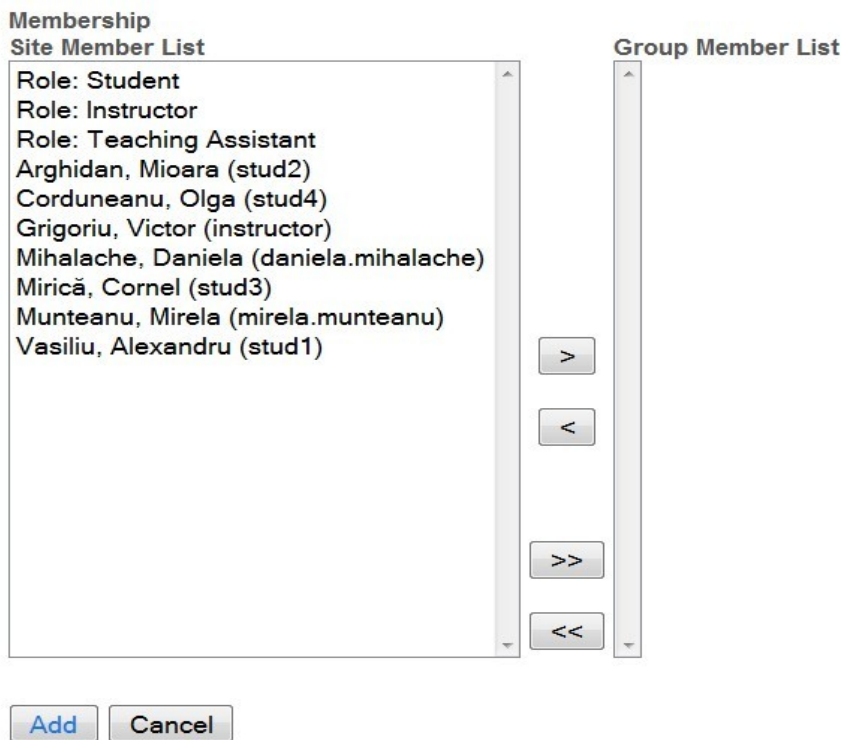 Membership
Site Member List
Group Member List
Role: Student
Role: Instructor
Role: Teaching Assistant
Arghidan, Mioara (stud2)
Corduneanu, Olga (stud4)
Grigoriu, Victor (instructor)
Mihalache, Daniela (daniela.mihalache)
Mirică, Cornel (stud3)
Munteanu, Mirela (mirela.munteanu)
Vasiliu, Alexandru (stud1)
>
<
>>
<<
Add
Cancel